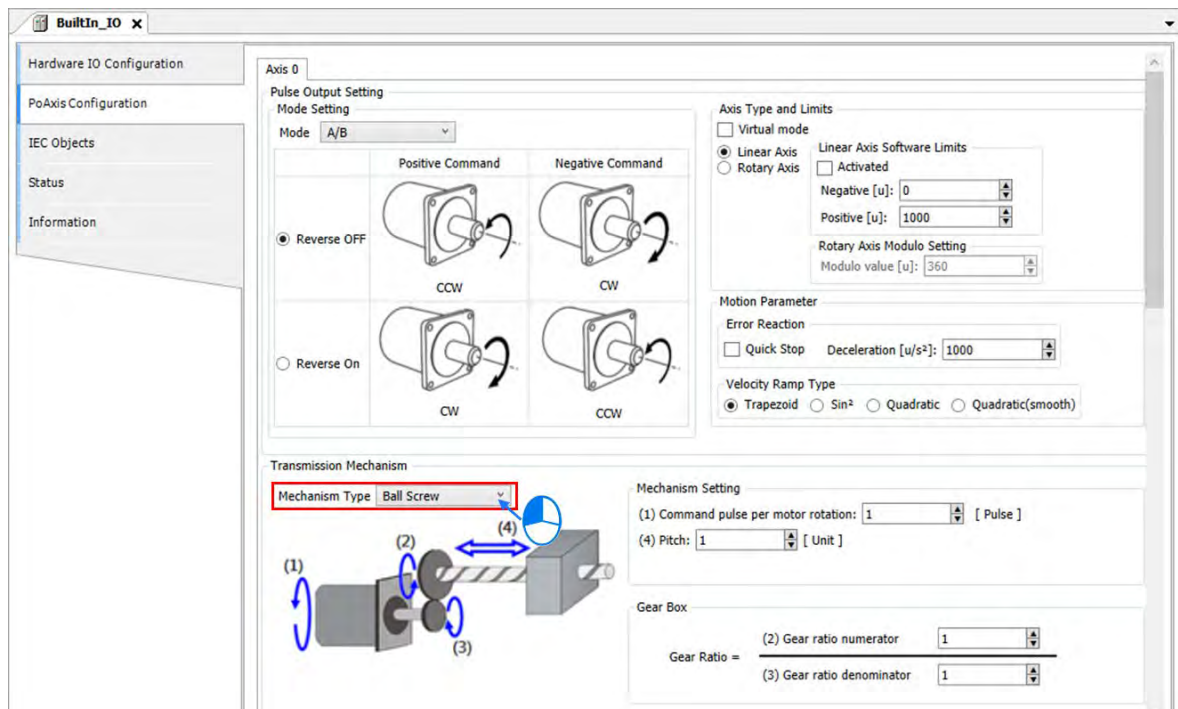 BuiltIn_IO X
Hardware IO Configuration
PoAxis Configuration
IEC Objects
Status
Information
Axis 0
Pulse Output Setting
Mode Setting
Mode A/B
Positive Command Negative Command
Reverse OFF
CCW CW
Reverse On
CW CCW
Axis Type and Limits
Virtual mode
Linear Axis
Rotary Axis
Linear Axis Software Limits
Activated
Negative [u]: 0
Positive [u]: 1000
Rotary Axis Modulo Setting
Modulo value [u]: 360
Motion Parameter
Error Reaction
Quick Stop Deceleration [u/s²]: 1000
Velocity Ramp Type
Trapezoid Sin² Quadratic Quadratic(smooth)
Transmission Mechanism
Mechanism Type Ball Screw
(1)
(2)
(4)
(3)
Mechanism Setting
(1) Command pulse per motor rotation: 1 [ Pulse ]
(4) Pitch: 1 [ Unit ]
Gear Box
Gear Ratio =
(2) Gear ratio numerator 1
(3) Gear ratio denominator 1